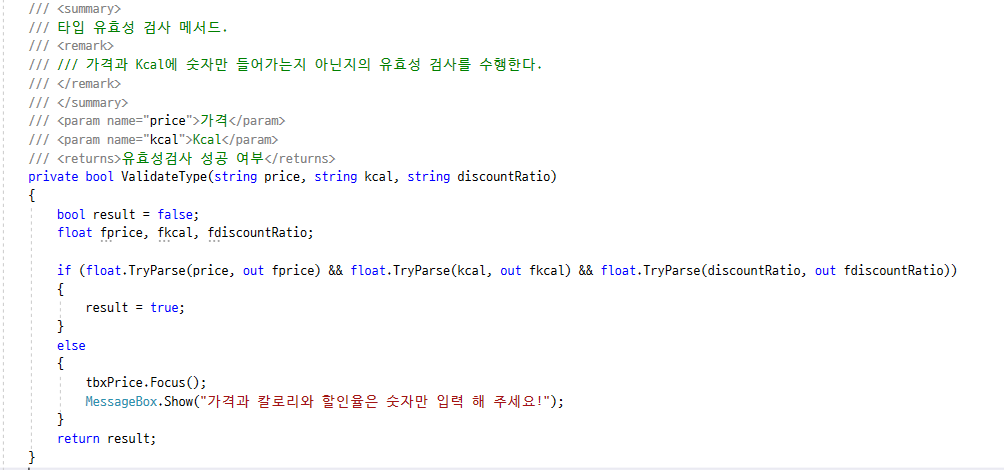 /// <summary>
/// 타입 유효성 검사 메서드.
/// <remark>
/// /// 가격과 Kcal에 숫자만 들어가는지 아닌지의 유효성 검사를 수행한다.
/// </remark>
/// </summary>
/// <param name="price">가격</param>
/// <param name="kcal">Kcal</param>
/// <returns>유효성검사 성공 여부</returns>
private bool ValidateType(string price, string kcal, string discountRatio)
{
    bool result = false;
    float fprice, fkcal, fdiscountRatio;

    if (float.TryParse(price, out fprice) && float.TryParse(kcal, out fkcal) && float.TryParse(discountRatio, out fdiscountRatio))
    {
        result = true;
    }
    else
    {
        tbxPrice.Focus();
        MessageBox.Show("가격과 칼로리와 할인율은 숫자만 입력 해 주세요!");
    }
    return result;
}